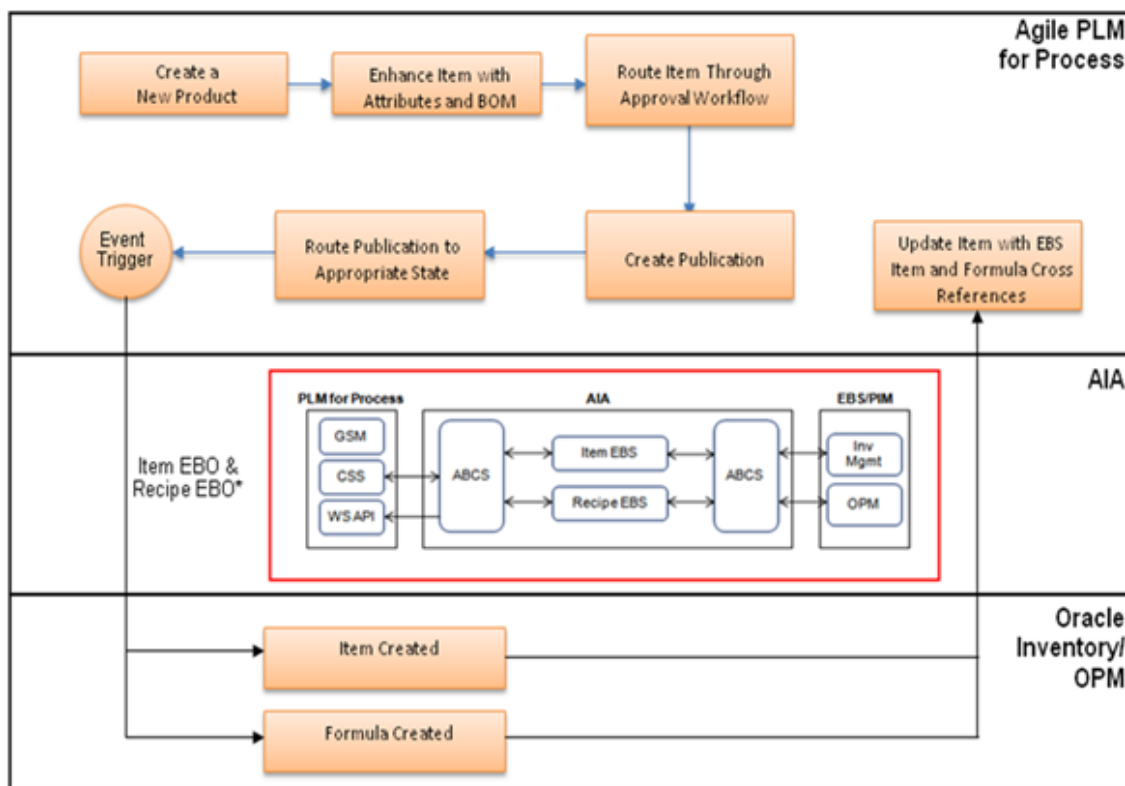 Agile PLM
for Process
Create a
New Product
Enhance Item with
Attributes and BOM
Route Item Through
Approval Workflow
Event
Trigger
Route Publication to
Appropriate State
Create Publication
Update Item with EBS
Item and Formula Cross
References
AIA
Item EBO &
Recipe EBO*
PLM for Process
GSM
CSS
WS API
AIA
ABCS
Item EBS
Recipe EBS
ABCS
EBS/PIM
Inv
Mgmt
OPM
Oracle
Inventory/
OPM
Item Created
Formula Created